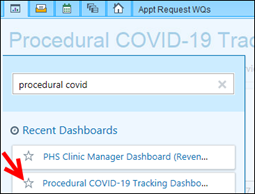 Appt Request WQs
Procedural COVID-19 Track
procedural covid
Recent Dashboards
PHS Clinic Manager Dashboard (Reven...
Procedural COVID-19 Tracking Dashbo...